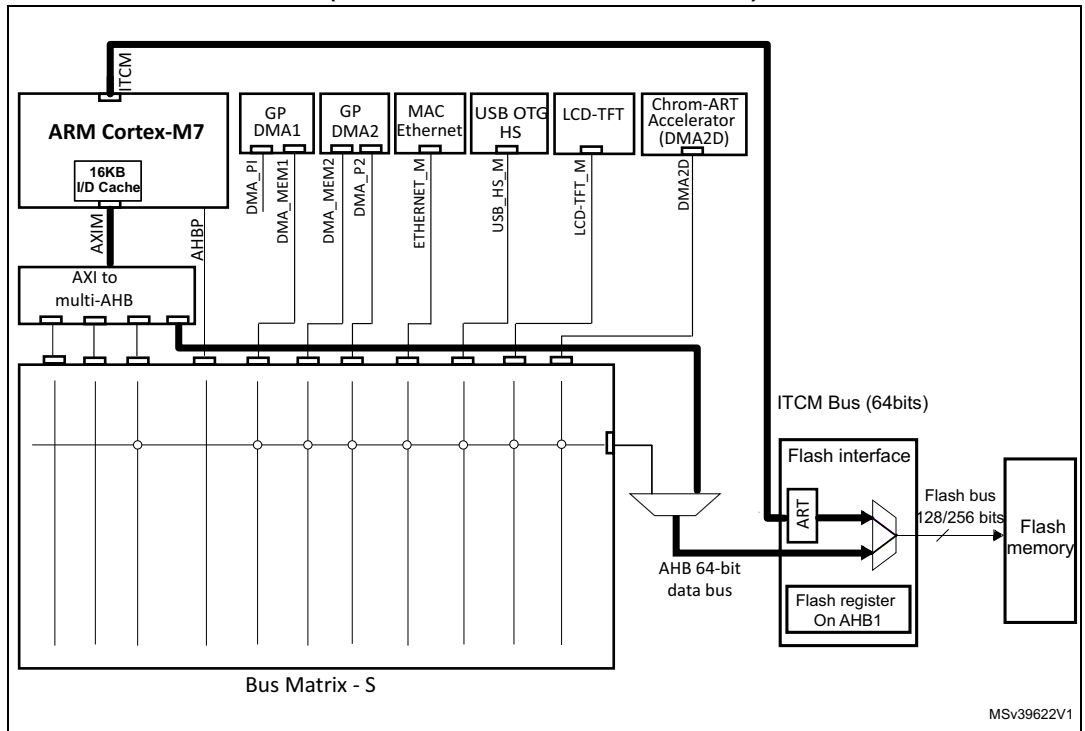 ITCM
ARM Cortex-M7
16KB
I/D Cache
GP
DMA1
GP
DMA2
MAC
Ethernet
USB OTG
HS
LCD-TFT
Chrom-ART
Accelerator
(DMA2D)
AXIM
AHBP
DMA_PI
DMA_MEM1
DMA_MEM2
DMA_P2
ETHERNET_M
USB_HS_M
LCD-TFT_M
DMA2D
AXI to
multi-AHB
ITCM Bus (64bits)
Flash interface
ART
Flash bus
128/256 bits
Flash
memory
AHB 64-bit
data bus
Flash register
On AHB1
Bus Matrix - S
MSv39622V1